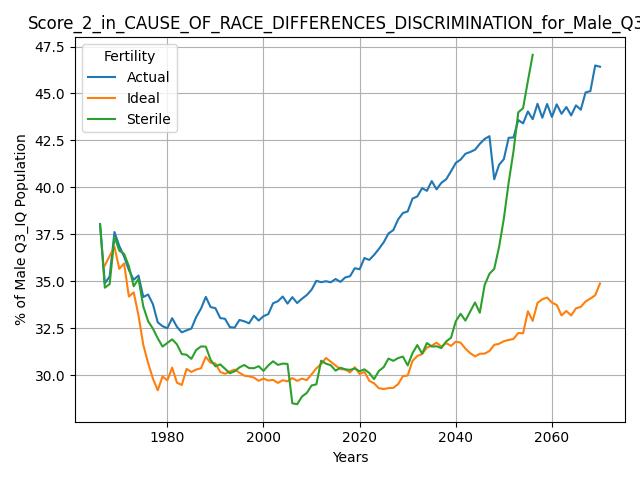 Score_2_in_CAUSE_OF_RACE_DIFFERENCES_DISCRIMINATION_for_Male_Q3
Fertility
Actual
Ideal
Sterile
% of Male Q3_IQ Population
47.5
45.0
42.5
40.0
37.5
35.0
32.5
30.0
1980
2000
2020
2040
2060
Years